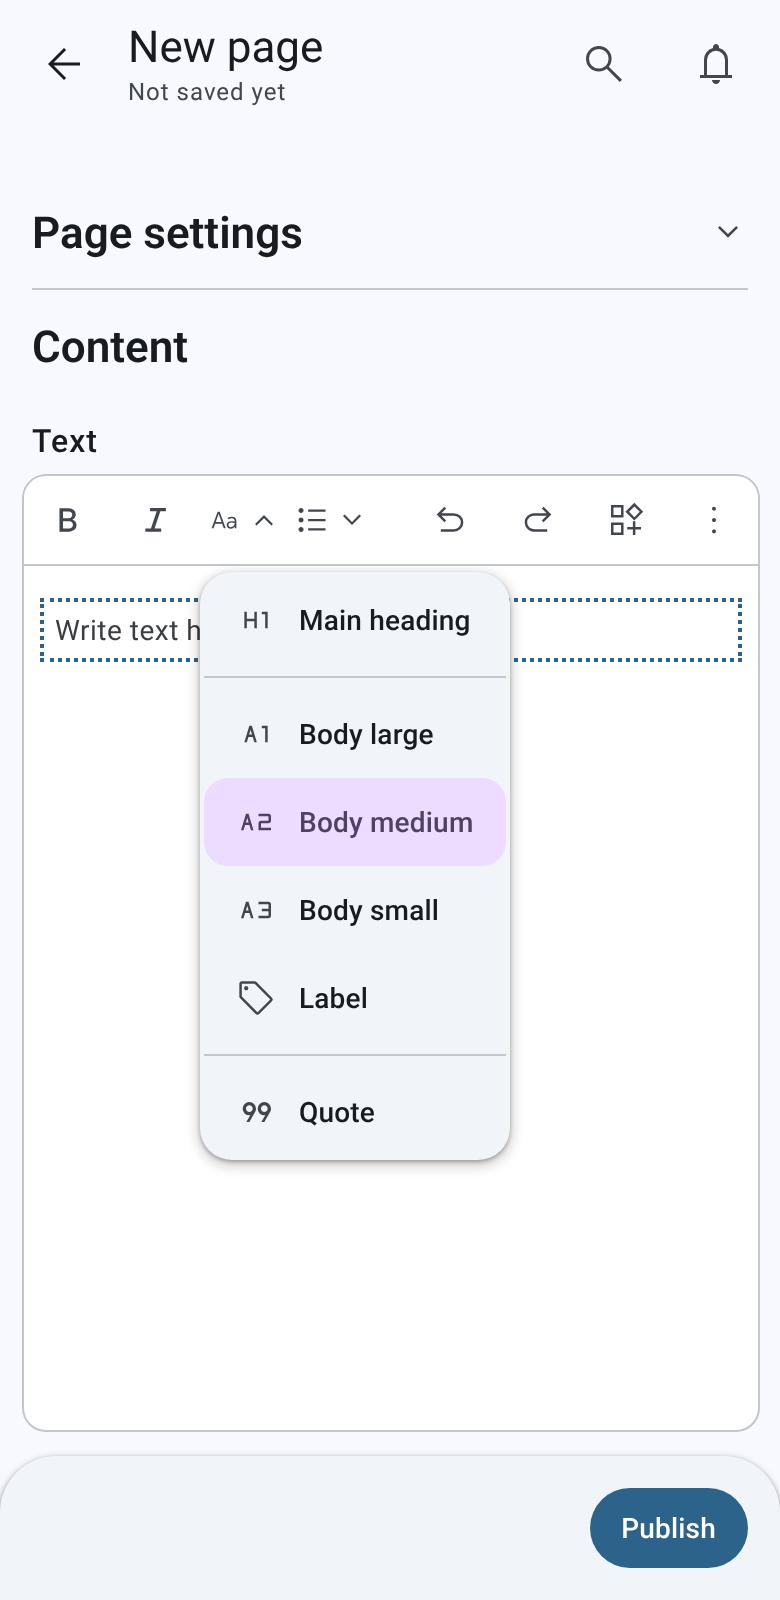 New page
Not saved yet
Page settings
Content
Text
B I Aa
Write text h
H1 Main heading
A1 Body large
A2 Body medium
A3 Body small
Label
99 Quote
Publish